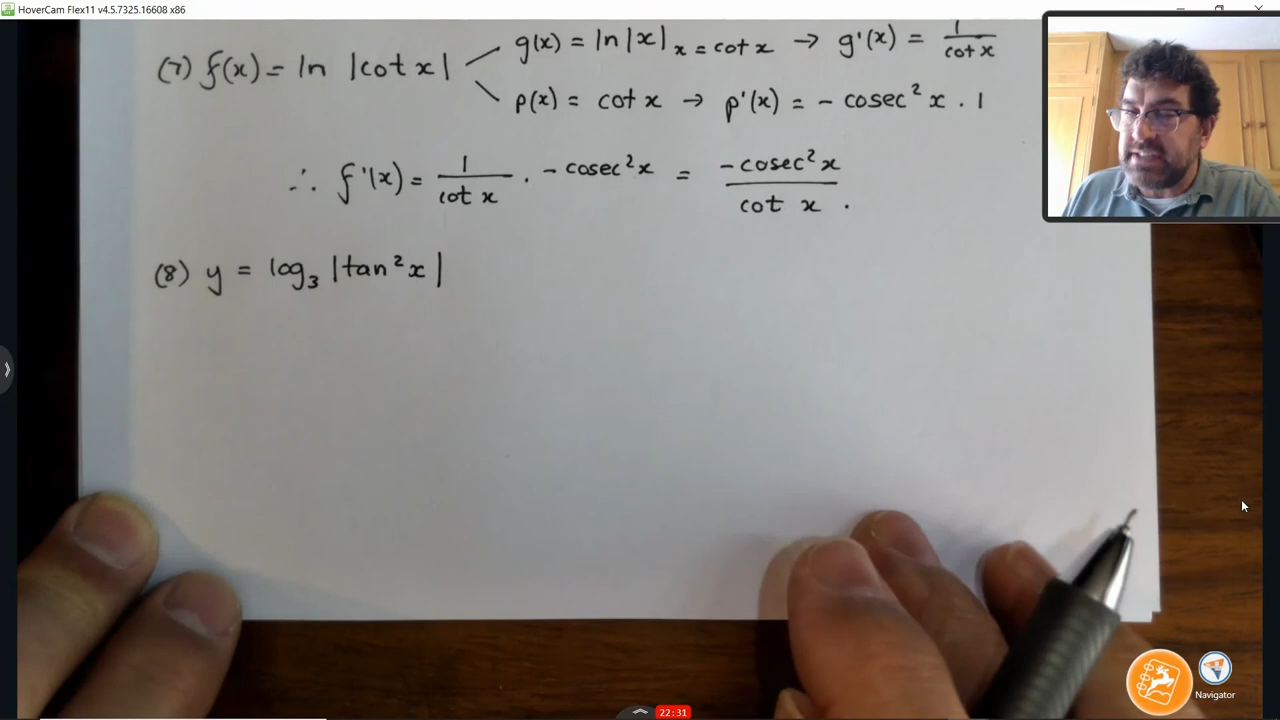 HoverCam Flex11 v4.5.7325.16608 x86
(7) f(x) = ln |cot x|
g(x) = ln|x| x = cot x → g'(x) = 1/cot x
p(x) = cot x → p'(x) = - cosec² x . 1
∴ f'(x) = 1/cot x . - cosec² x = -cosec² x/cot x .
(8) y = log₃ |tan² x|
Navigator
22:31